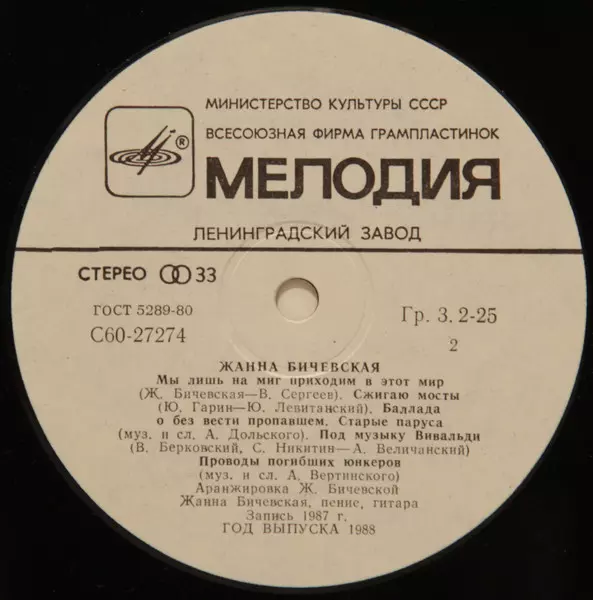 МИНИСТЕРСТВО КУЛЬТУРЫ СССР
ВСЕСОЮЗНАЯ ФИРМА ГРАМПЛАСТИНОК
®
МЕЛОДИЯ
ЛЕНИНГРАДСКИЙ ЗАВОД
СТЕРЕО 33
ГОСТ 5289-80
С60-27274
Гр. 3. 2-25
2
ЖАННА БИЧЕВСКАЯ
Мы лишь на миг приходим в этот мир
(Ж. Бичевская—В. Сергеев). Сжигаю мосты
(Ю. Гарин—Ю. Левитанский). Баллада
о без вести пропавшем. Старые паруса
(муз. и сл. А. Дольского). Под музыку Вивальди
(В. Берковский, С. Никитин—А. Величанский)
Проводы погибших юнкеров
(муз. и сл. А. Вертинского)
Аранжировка Ж. Бичевской
Жанна Бичевская, пение, гитара
Запись 1987 г.
ГОД ВЫПУСКА 1988